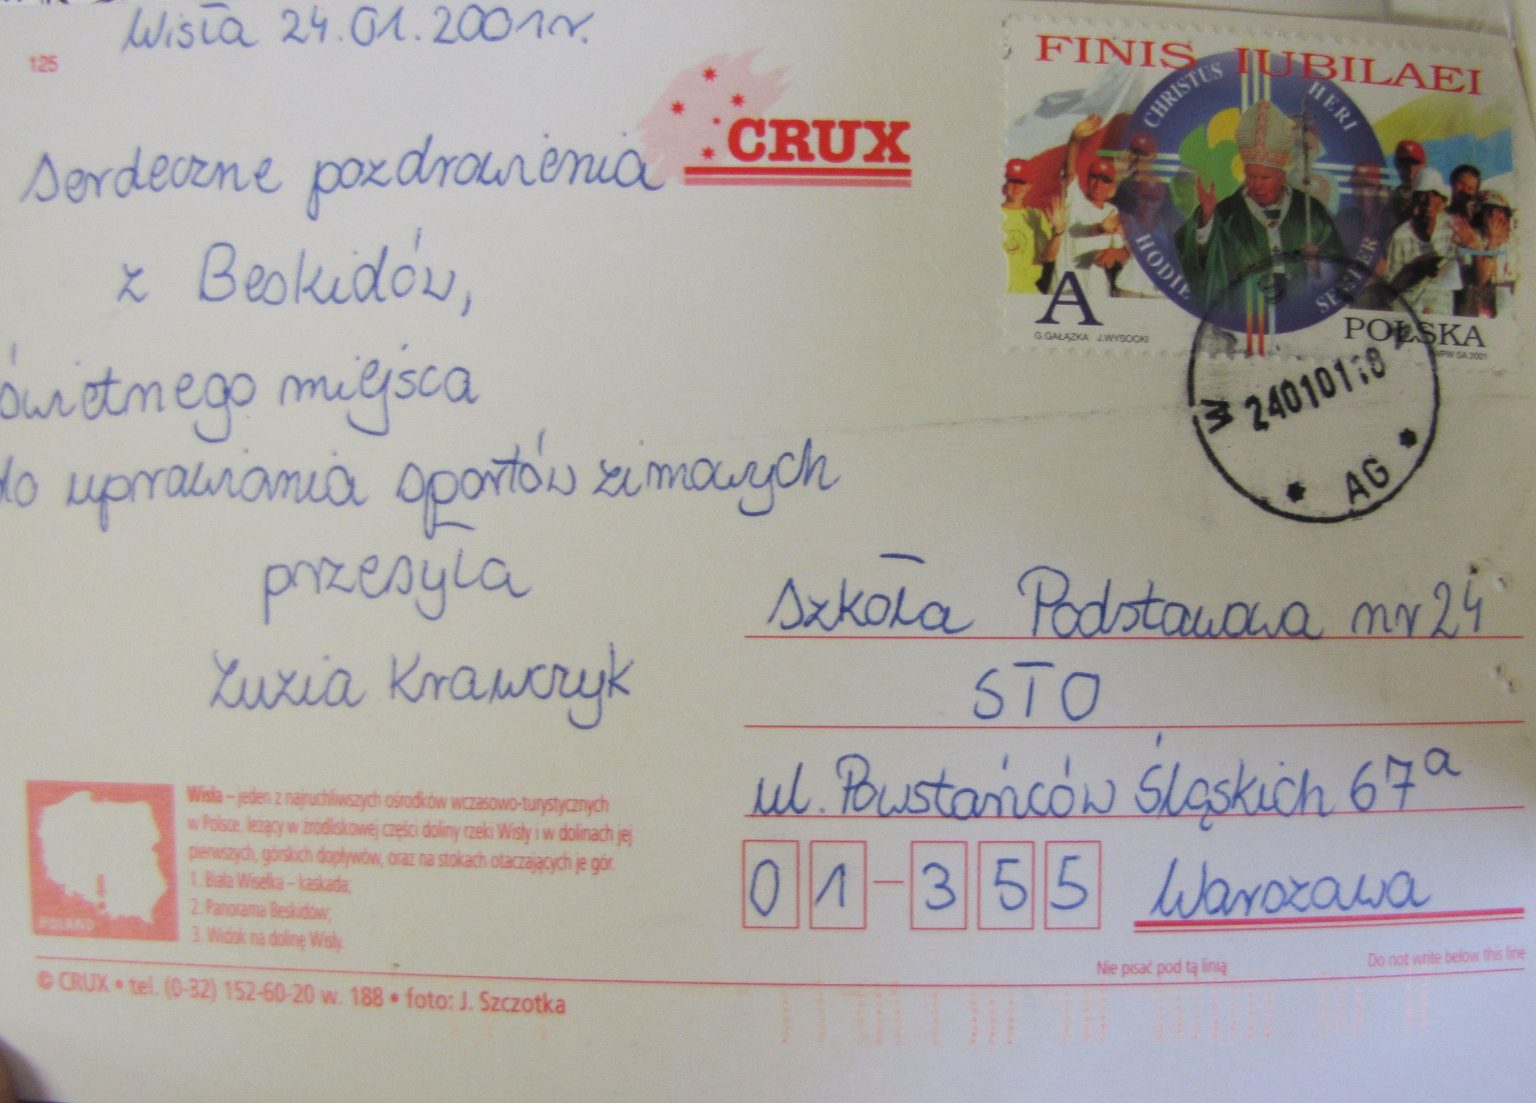 Wisła 24.01.2001r.
125
CRUX
Serdeczne pozdrowienia
z Beskidów,
świetnego miejsca
do uprawiania sportów zimowych
przesyła
Zuzia Krawczyk
FINIS IUBILAEI
CHRISTUS HERI
HODIE SEMPER
A
POLSKA
G.GAŁĄZKA J.WYSOCKI
PWPW SA 2001
W 24010118
AG
Szkoła Podstawowa nr 24
STO
ul. Powstańców Śląskich 67a
01-355 Warszawa
Nie pisać pod tą linią
Do not write below this line
Wisła – jeden z najruchliwszych ośrodków wczasowo-turystycznych
w Polsce, leżący w źródliskowej części doliny rzeki Wisły i w dolinach jej
pierwszych, górskich dopływów, oraz na stokach otaczających je gór.
1. Biała Wisełka – kaskada;
2. Panorama Beskidów;
3. Widok na dolinę Wisły.
POLAND
© CRUX • tel. (0-32) 152-60-20 w. 188 • foto: J. Szczotka